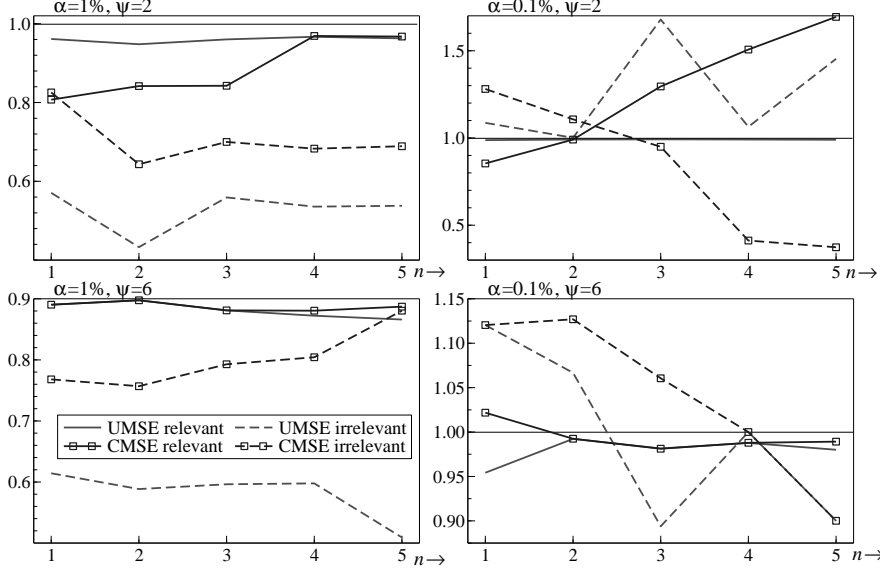 α=1%, ψ=2
1.0
0.8
0.6
1 2 3 4 5 n→
α=0.1%, ψ=2
1.5
1.0
0.5
1 2 3 4 5 n→
α=1%, ψ=6
0.9
0.8
0.7
0.6
UMSE relevant UMSE irrelevant
CMSE relevant CMSE irrelevant
1 2 3 4 5 n→
α=0.1%, ψ=6
1.15
1.10
1.05
1.00
0.95
0.90
1 2 3 4 5 n→